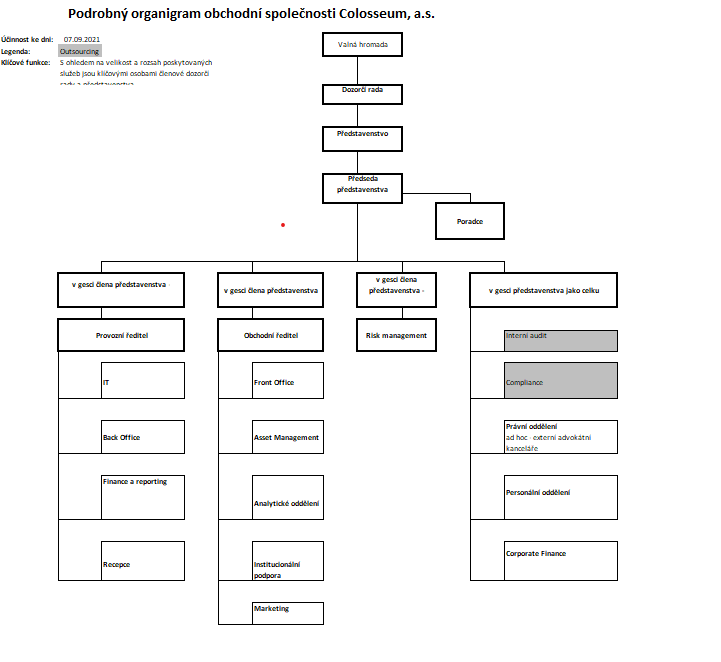 Podrobný organigram obchodní společnosti Colosseum, a.s.
Účinnost ke dni: 07.09.2021
Legenda: Outsourcing
Klíčové funkce: S ohledem na velikost a rozsah poskytovaných
služeb jsou klíčovými osobami členové dozorčí
rady a představenstva
Valná hromada
Dozorčí rada
Představenstvo
Předseda
představenstva
Poradce
v gesci člena představenstva -
v gesci člena představenstva
v gesci člena
představenstva -
v gesci představenstva jako celku
Provozní ředitel
Obchodní ředitel
Risk management
Interní audit
IT
Front Office
Compliance
Back Office
Asset Management
Právní oddělení
ad hoc - externí advokátní
kanceláře
Finance a reporting
Analytické oddělení
Personální oddělení
Recepce
Institucionální
podpora
Corporate Finance
Marketing